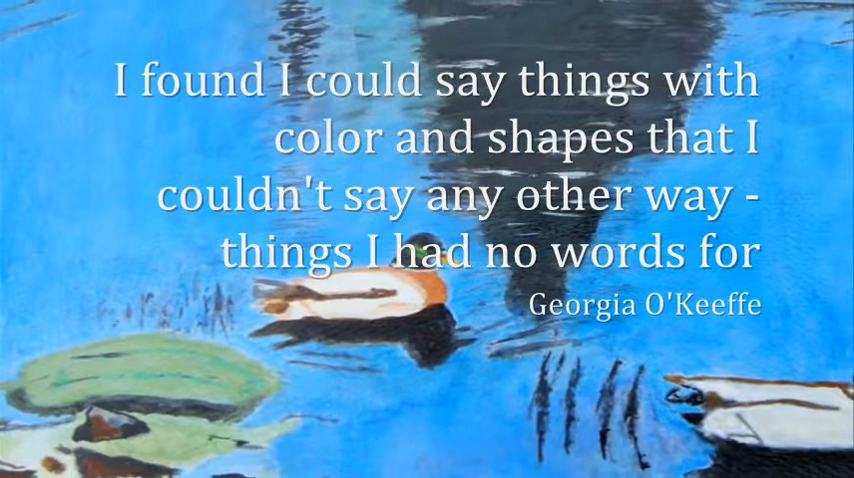 I found I could say things with
color and shapes that I
couldn't say any other way -
things I had no words for
Georgia O'Keeffe